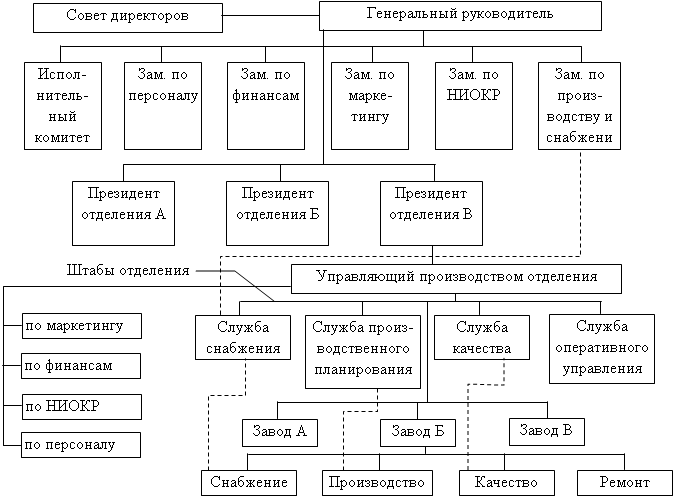 Совет директоров
Генеральный руководитель
Испол-
нитель-
ный
комитет
Зам. по
персоналу
Зам. по
финансам
Зам. по
марке-
тингу
Зам. по
НИОКР
Зам. по
произ-
водству и
снабжени
Президент
отделения А
Президент
отделения Б
Президент
отделения В
Штабы отделения
Управляющий производством отделения
по маркетингу
по финансам
по НИОКР
по персоналу
Служба
снабжения
Служба произ-
водственного
планирования
Служба
качества
Служба
оперативного
управления
Завод А
Завод Б
Завод В
Снабжение
Производство
Качество
Ремонт